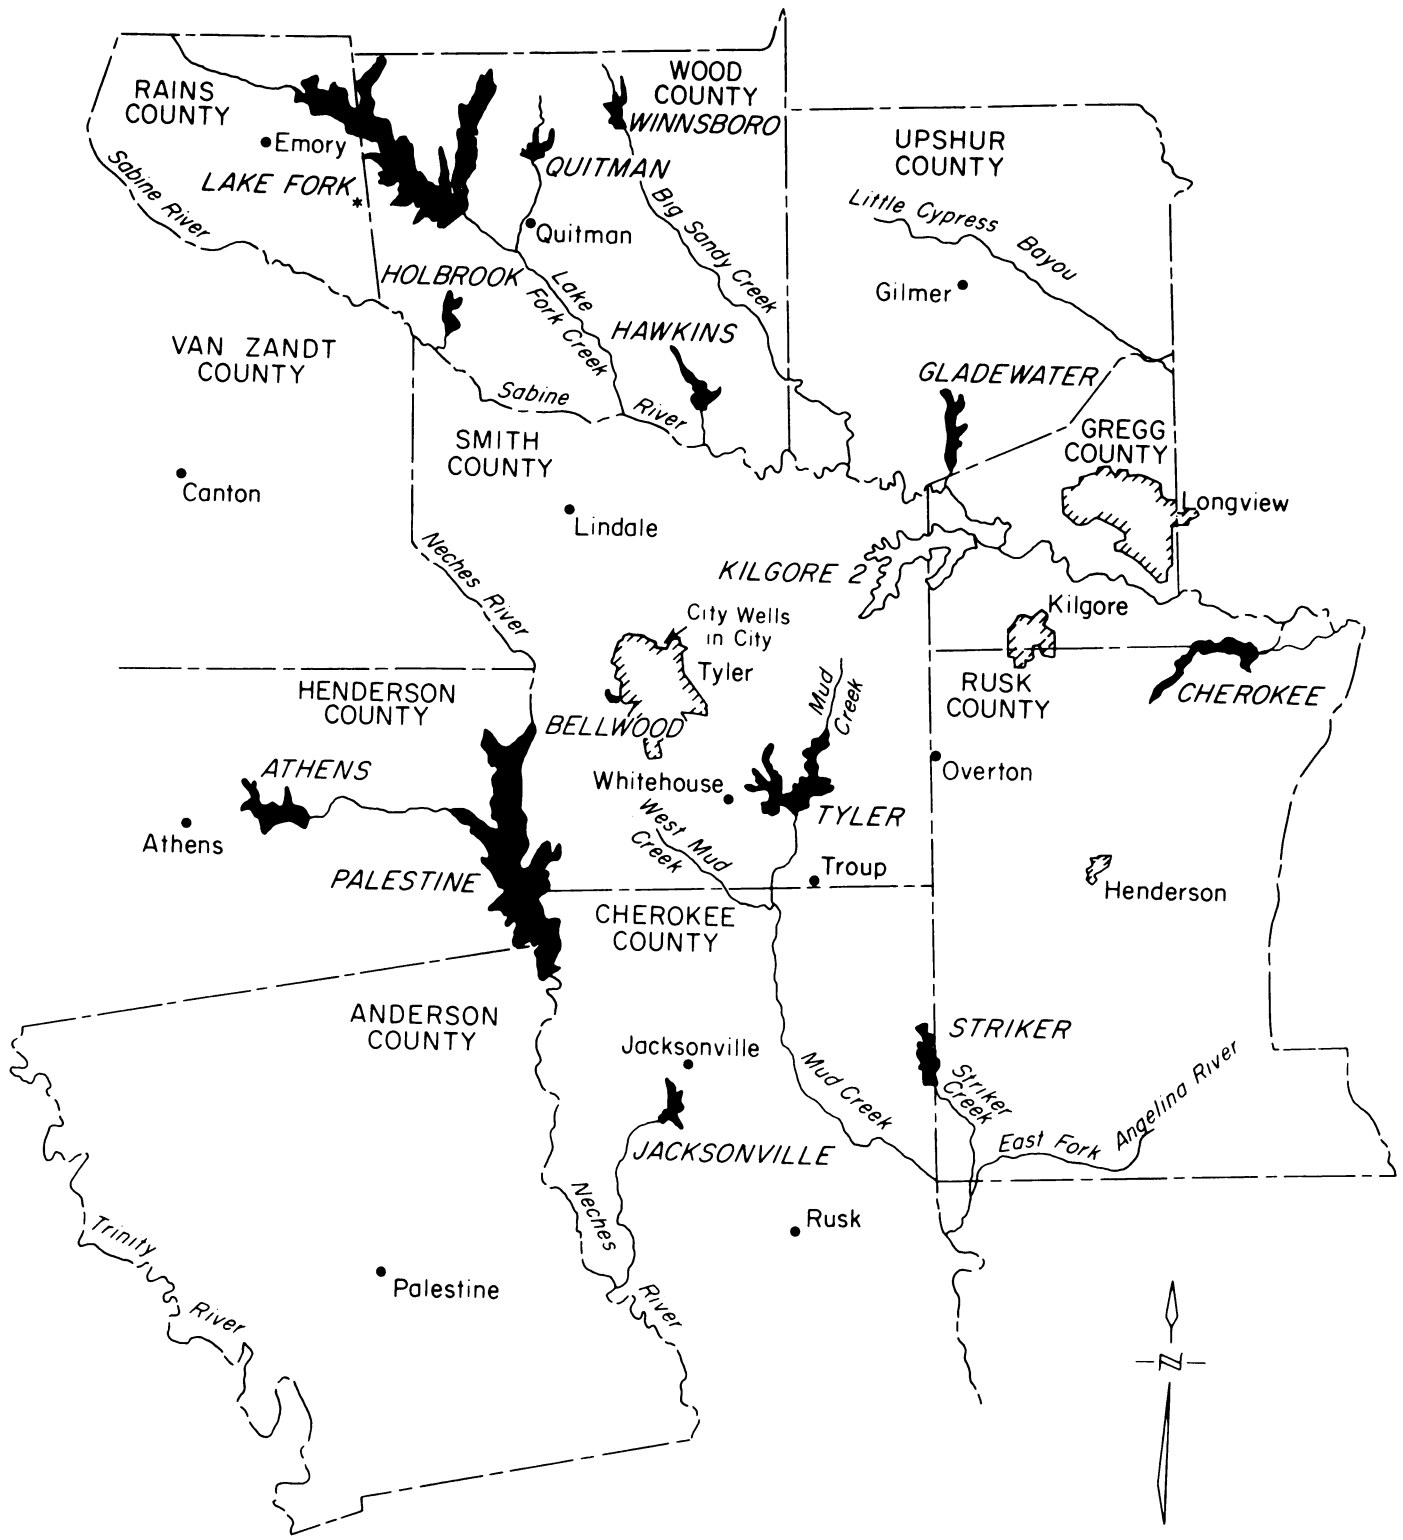 RAINS
COUNTY
WOOD
COUNTY
WINNSBORO
Emory
QUITMAN
UPSHUR
COUNTY
Sabine River
LAKE FORK
*
Big Sandy Creek
Little Cypress Bayou
Quitman
HOLBROOK
Lake
Fork Creek
Gilmer
HAWKINS
VAN ZANDT
COUNTY
GLADEWATER
Sabine River
SMITH
COUNTY
GREGG
COUNTY
Canton
Lindale
Longview
Neches River
KILGORE 2
City Wells
in City
Kilgore
Tyler
HENDERSON
COUNTY
Mud
Creek
RUSK
COUNTY
CHEROKEE
BELLWOOD
ATHENS
Whitehouse
Overton
West Mud
Creek
TYLER
Athens
PALESTINE
Troup
Henderson
CHEROKEE
COUNTY
ANDERSON
COUNTY
STRIKER
Jacksonville
Mud Creek
Striker
Creek
East Fork Angelina River
JACKSONVILLE
Neches River
Rusk
Trinity River
Palestine
N